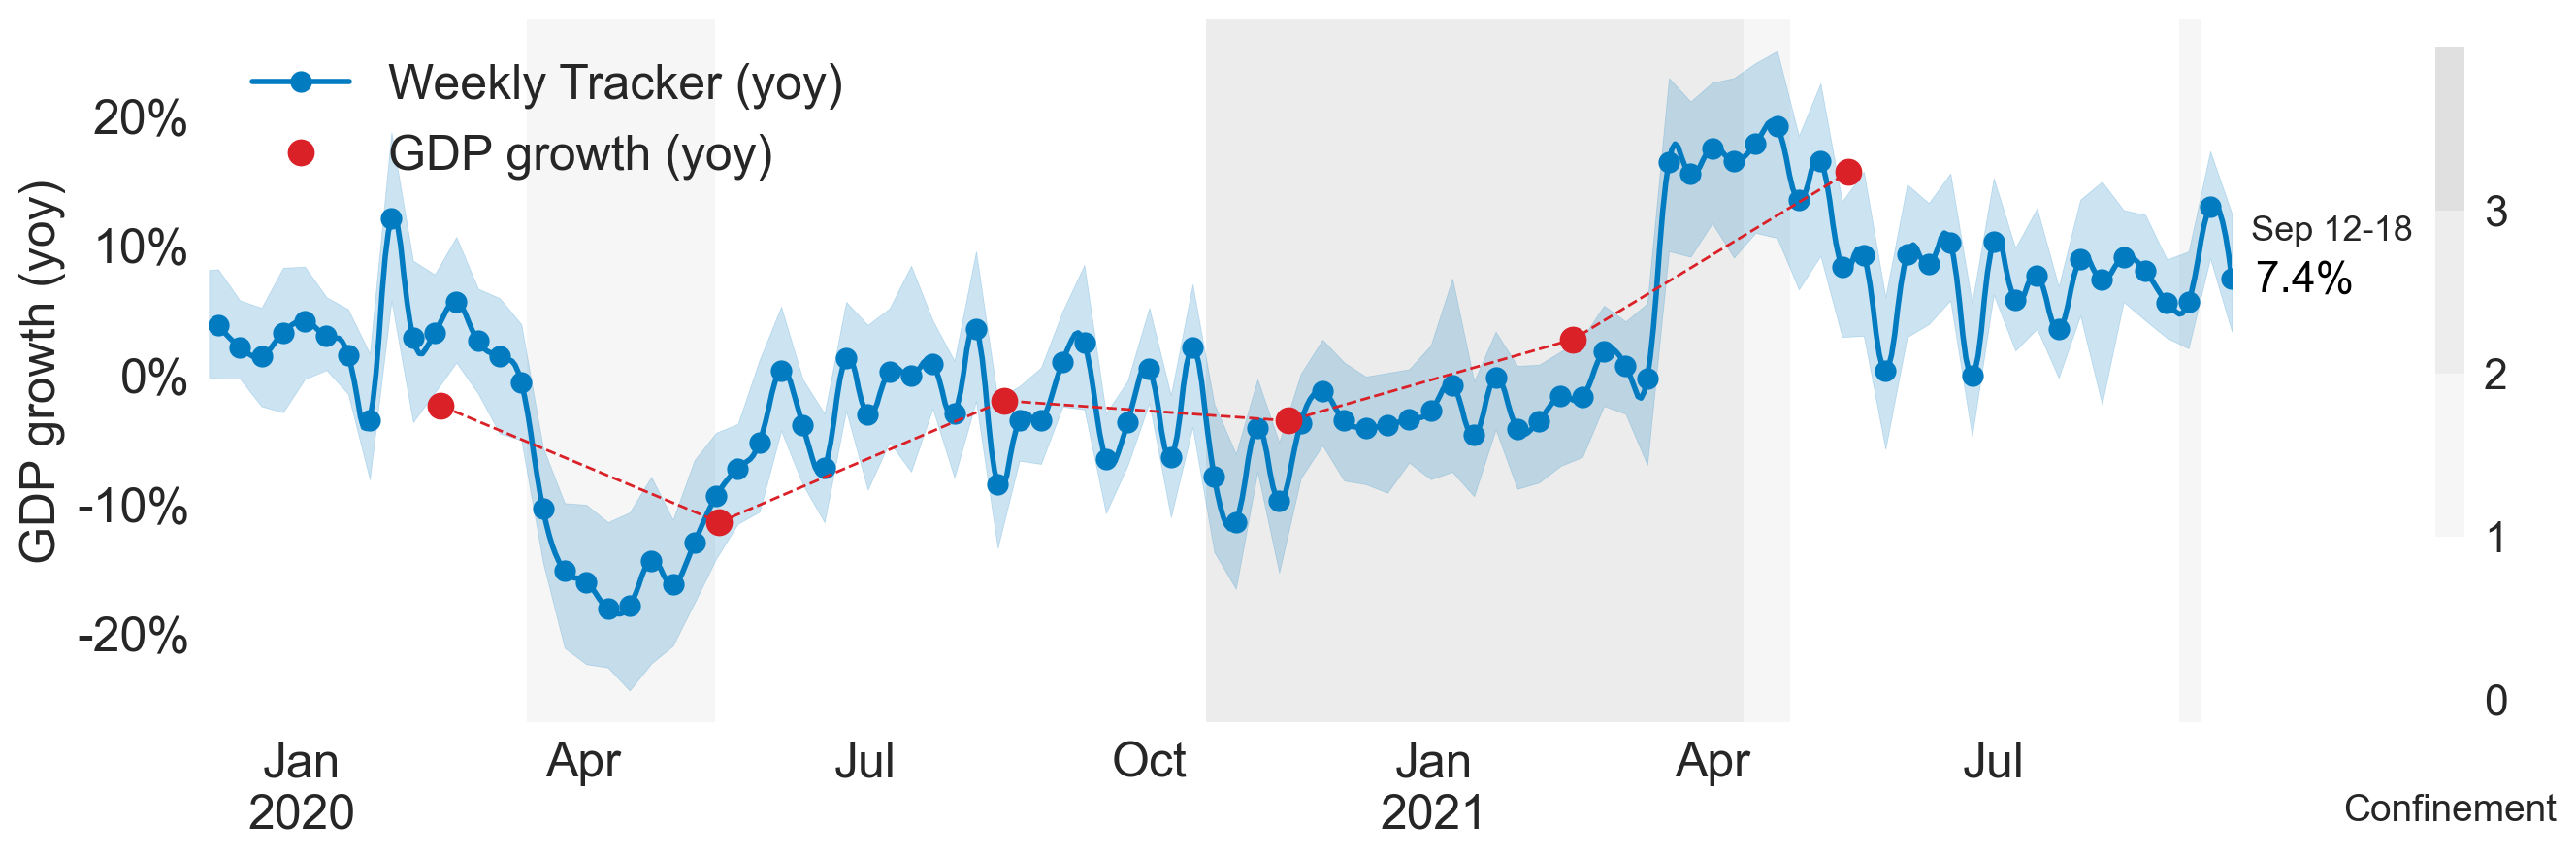 Weekly Tracker (yoy)
GDP growth (yoy)
GDP growth (yoy)
20%
10%
0%
-10%
-20%
Sep 12-18
7.4%
3
2
1
0
Jan
2020
Apr
Jul
Oct
Jan
2021
Apr
Jul
Confinement